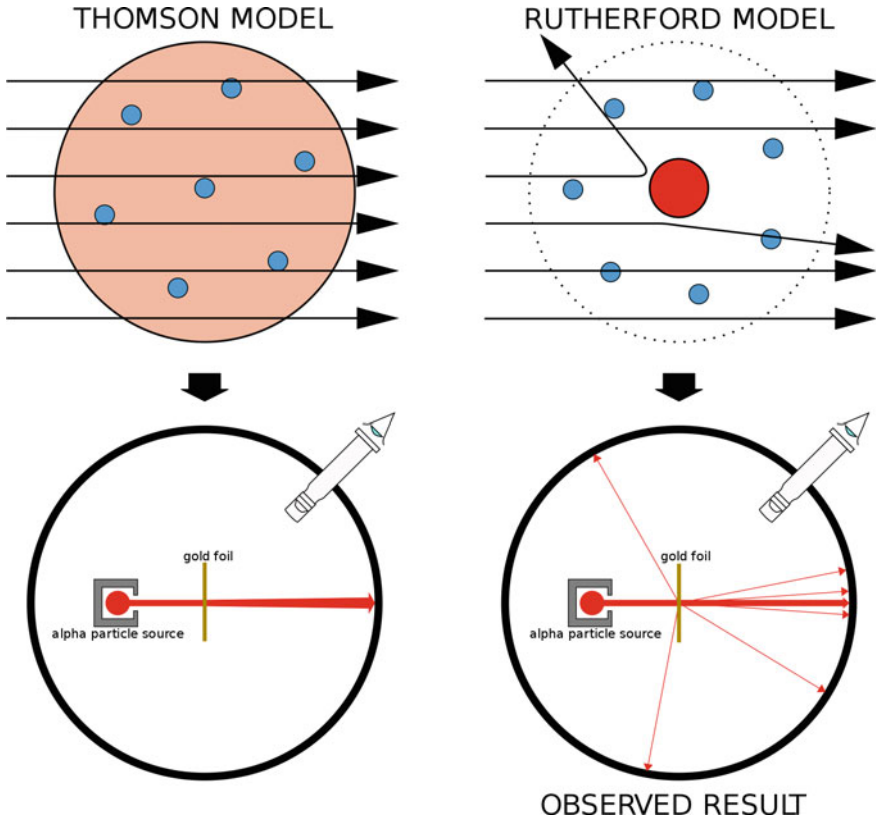 THOMSON MODEL
RUTHERFORD MODEL
gold foil
alpha particle source
gold foil
alpha particle source
OBSERVED RESULT